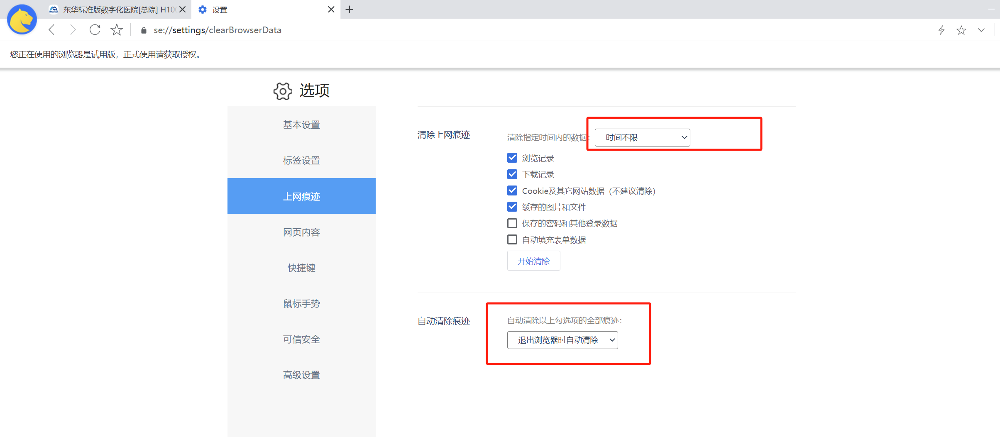 东华标准版数字化医院[总院] H100
设置
se://settings/clearBrowserData
您正在使用的浏览器是试用版，正式使用请获取授权。
选项
基本设置
标签设置
上网痕迹
网页内容
快捷键
鼠标手势
可信安全
高级设置
清除上网痕迹
清除指定时间内的数据:
时间不限
浏览记录
下载记录
Cookie及其它网站数据（不建议清除）
缓存的图片和文件
保存的密码和其他登录数据
自动填充表单数据
开始清除
自动清除痕迹
自动清除以上勾选项的全部痕迹：
退出浏览器时自动清除